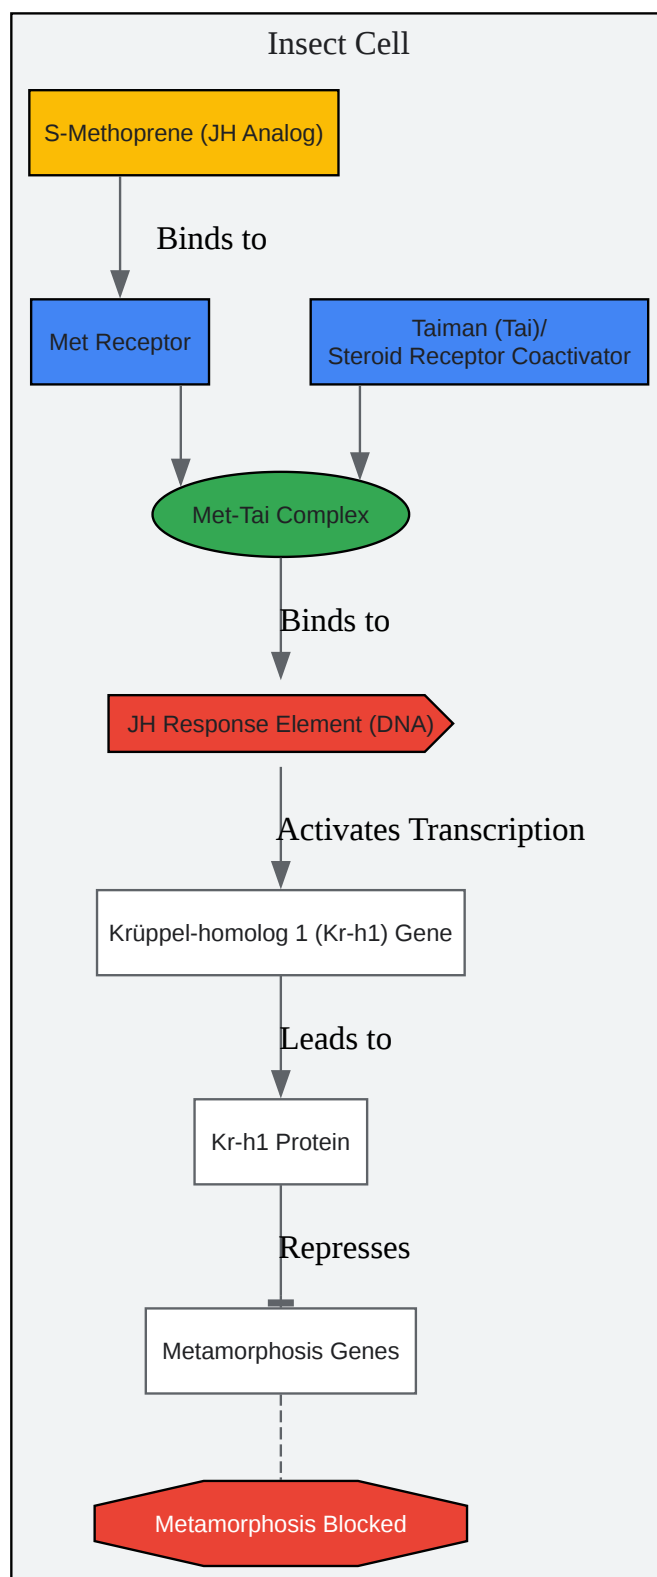 Insect Cell
S-Methoprene (JH Analog)
Binds to
Met Receptor
Taiman (Tai)/
Steroid Receptor Coactivator
Met-Tai Complex
Binds to
JH Response Element (DNA)
Activates Transcription
Krüppel-homolog 1 (Kr-h1) Gene
Leads to
Kr-h1 Protein
Represses
Metamorphosis Genes
Metamorphosis Blocked